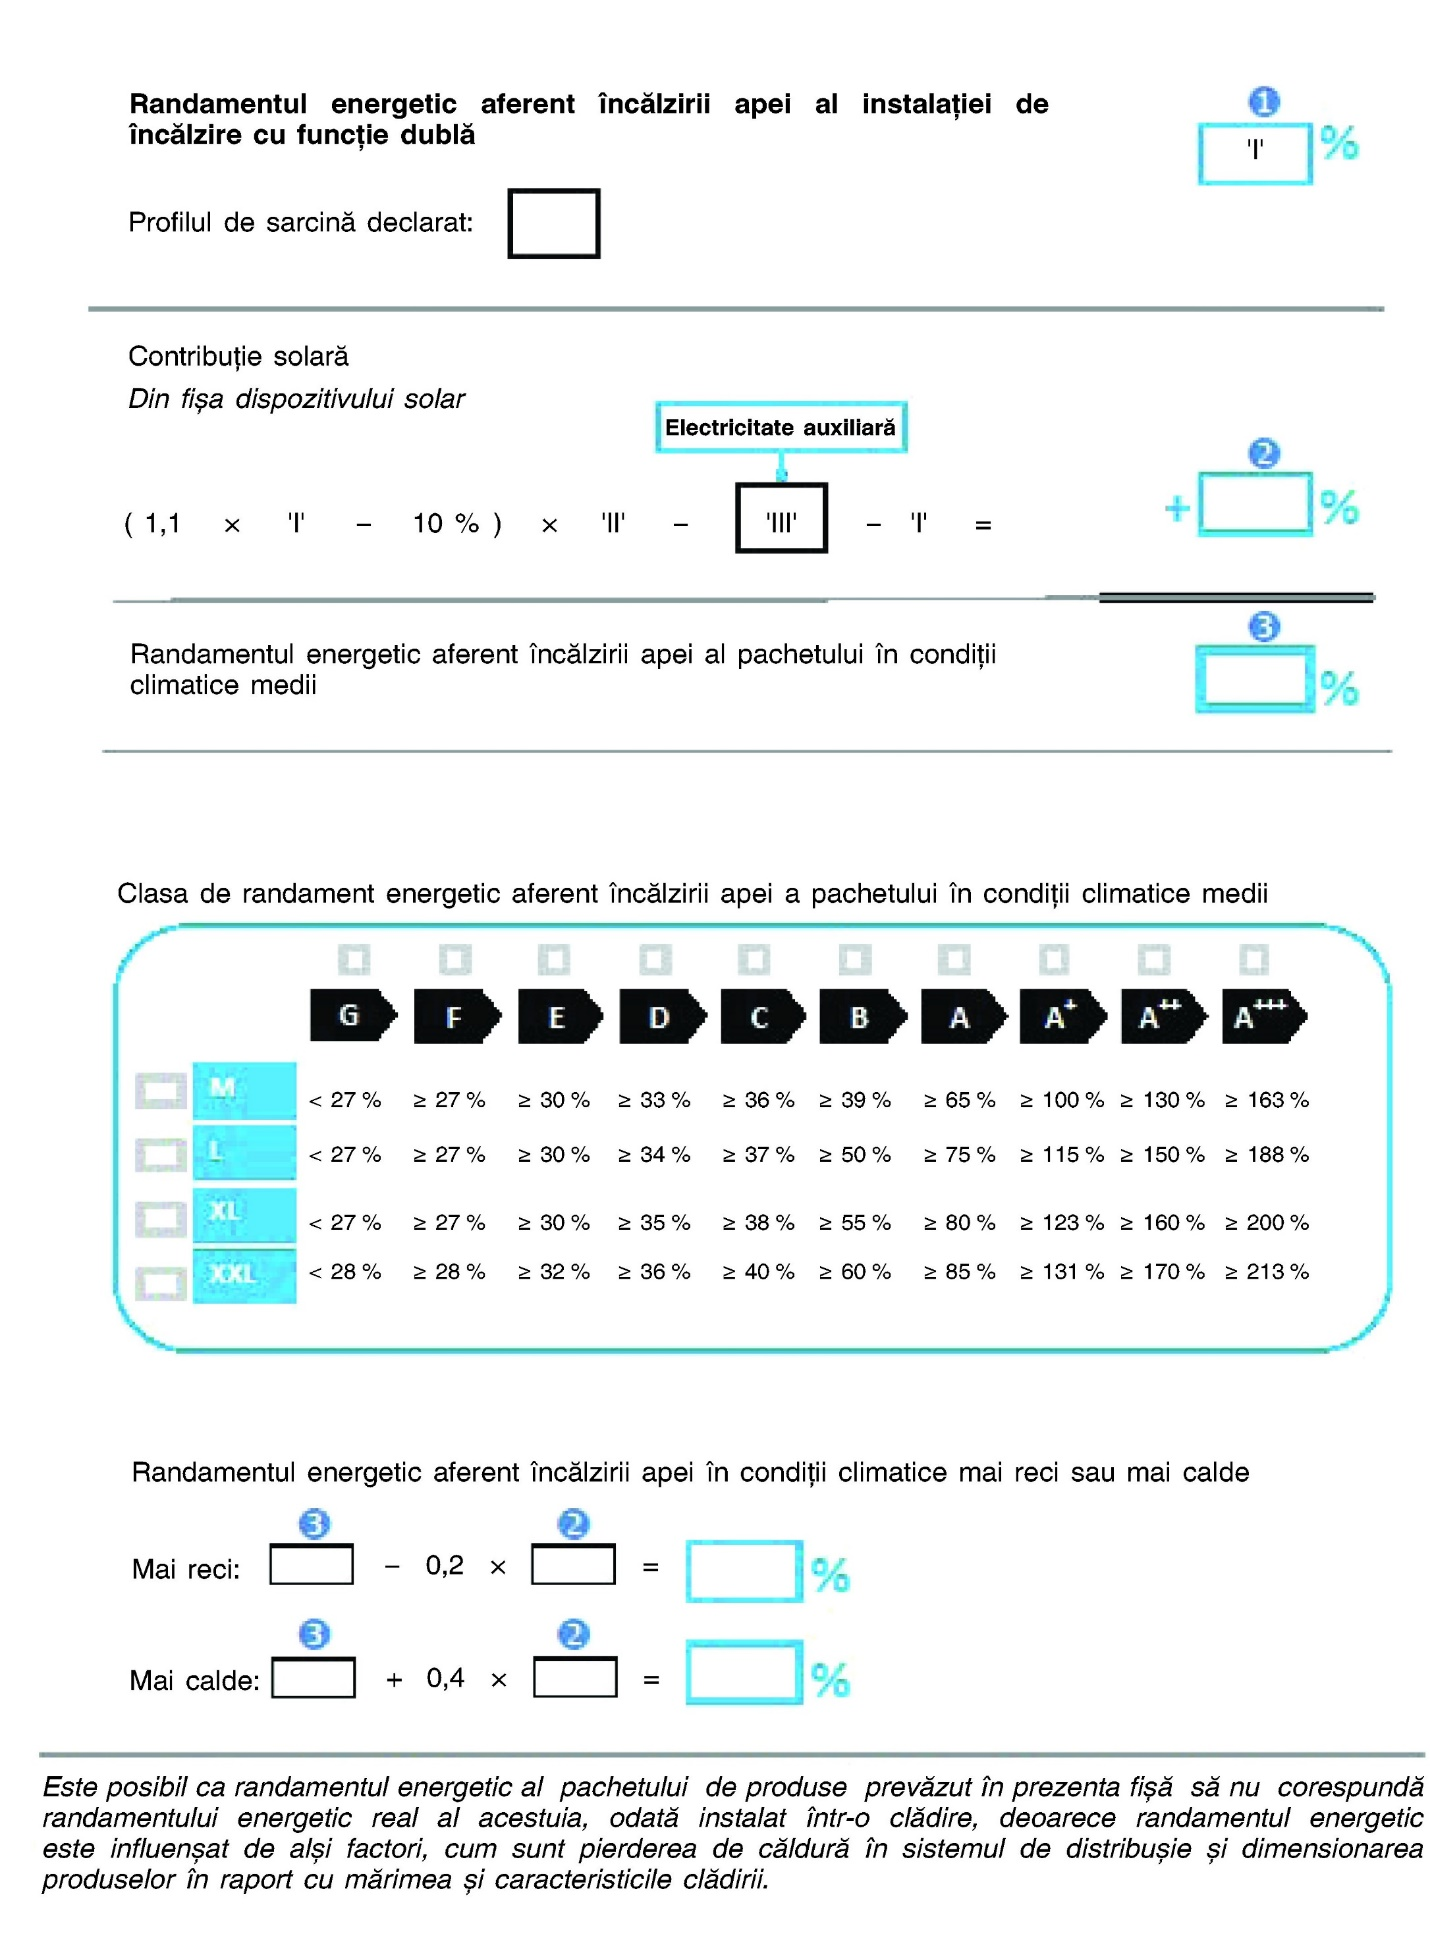 Randamentul energetic aferent încălzirii apei al instalației de
încălzire cu funcție dublă
1
'I' %
Profilul de sarcină declarat:
Contribuție solară
Din fișa dispozitivului solar
Electricitate auxiliară
2
( 1,1 × 'I' – 10 % ) × 'II' – 'III' – 'I' = + %
3
Randamentul energetic aferent încălzirii apei al pachetului în condiții
climatice medii
%
Clasa de randament energetic aferent încălzirii apei a pachetului în condiții climatice medii
G F E D C B A A+ A++ A+++
M < 27 % ≥ 27 % ≥ 30 % ≥ 33 % ≥ 36 % ≥ 39 % ≥ 65 % ≥ 100 % ≥ 130 % ≥ 163 %
L < 27 % ≥ 27 % ≥ 30 % ≥ 34 % ≥ 37 % ≥ 50 % ≥ 75 % ≥ 115 % ≥ 150 % ≥ 188 %
XL < 27 % ≥ 27 % ≥ 30 % ≥ 35 % ≥ 38 % ≥ 55 % ≥ 80 % ≥ 123 % ≥ 160 % ≥ 200 %
XXL < 28 % ≥ 28 % ≥ 32 % ≥ 36 % ≥ 40 % ≥ 60 % ≥ 85 % ≥ 131 % ≥ 170 % ≥ 213 %
Randamentul energetic aferent încălzirii apei în condiții climatice mai reci sau mai calde
3 2
Mai reci: – 0,2 × = %
3 2
Mai calde: + 0,4 × = %
Este posibil ca randamentul energetic al pachetului de produse prevăzut în prezenta fișă să nu corespundă
randamentului energetic real al acestuia, odată instalat într-o clădire, deoarece randamentul energetic
este influenșat de alși factori, cum sunt pierderea de căldură în sistemul de distribușie și dimensionarea
produselor în raport cu mărimea și caracteristicile clădirii.